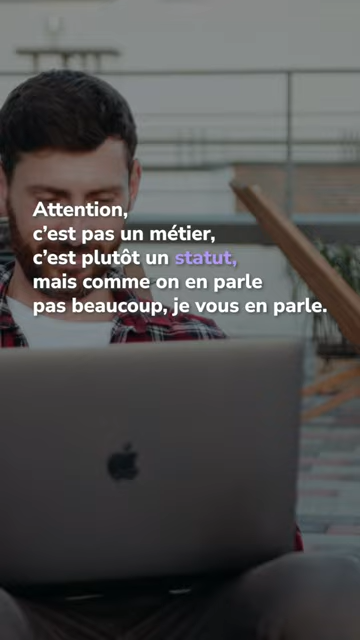 Attention,
c'est pas un métier,
c'est plutôt un statut,
mais comme on en parle
pas beaucoup, je vous en parle.